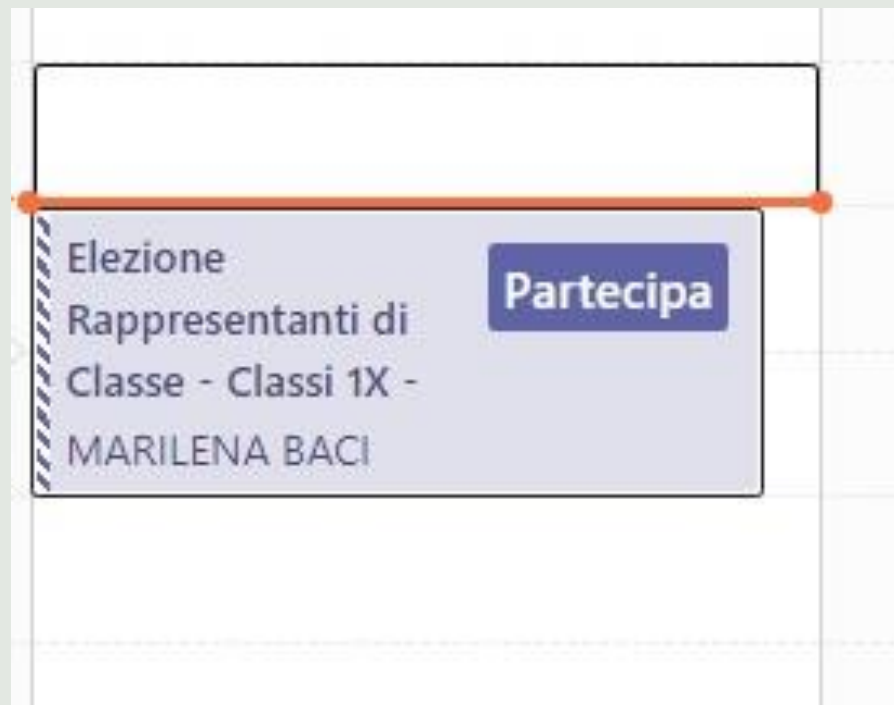 Elezione
Rappresentanti di
Classe - Classi 1X -
MARILENA BACI
Partecipa